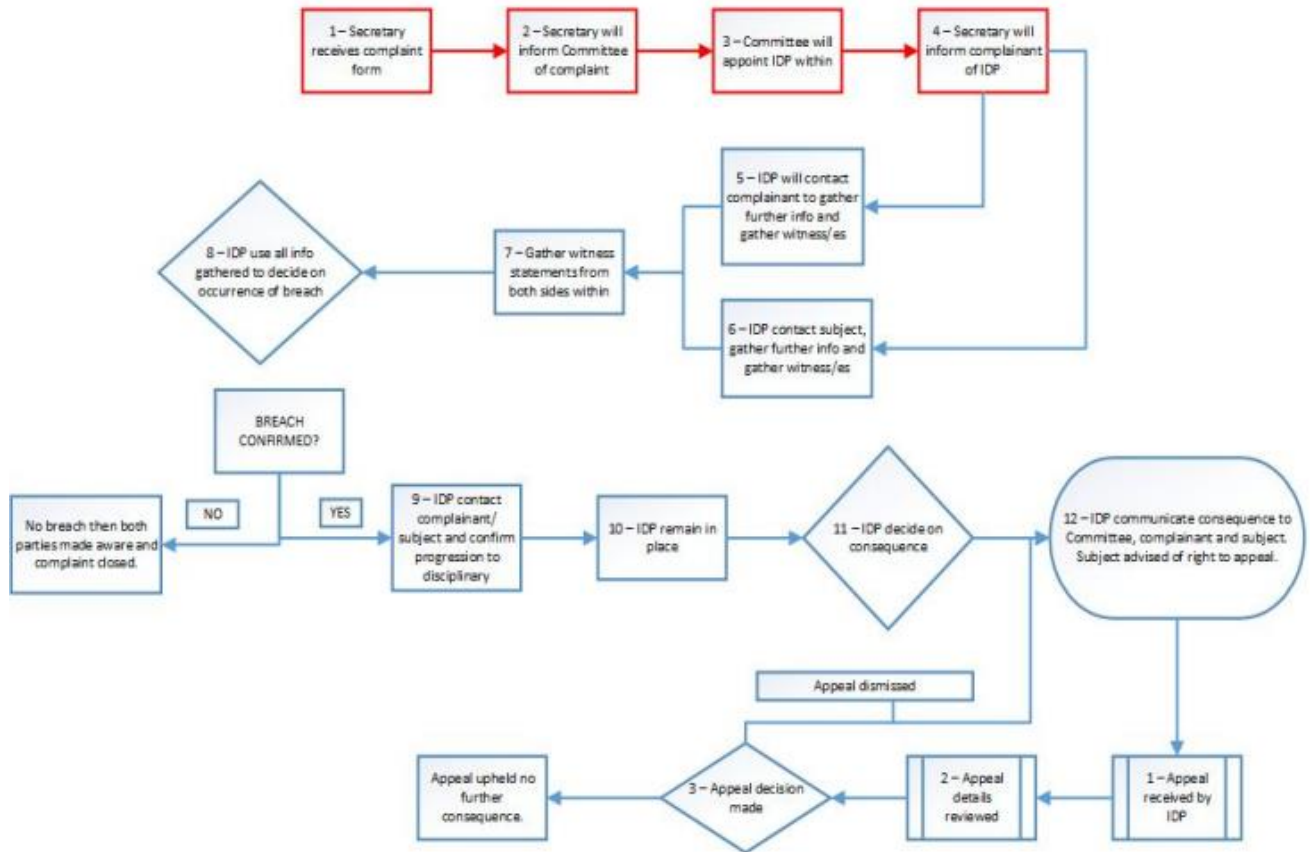 1 – Secretary
receives complaint
form
2 – Secretary will
inform Committee
of complaint
3 – Committee will
appoint IDP within
4 – Secretary will
inform complainant
of IDP
5 – IDP will contact
complainant to gather
further info and
gather witness/es
6 – IDP contact subject,
gather further info and
gather witness/es
7 – Gather witness
statements from
both sides within
8 – IDP use all info
gathered to decide on
occurrence of breach
BREACH
CONFIRMED?
NO
YES
No breach then both
parties made aware and
complaint closed.
9 – IDP contact
complainant/
subject and confirm
progression to
disciplinary
10 – IDP remain in
place
11 – IDP decide on
consequence
12 – IDP communicate consequence to
Committee, complainant and subject.
Subject advised of right to appeal.
Appeal dismissed
Appeal upheld no
further
consequence.
3 – Appeal decision
made
2 – Appeal
details
reviewed
1 – Appeal
received by
IDP